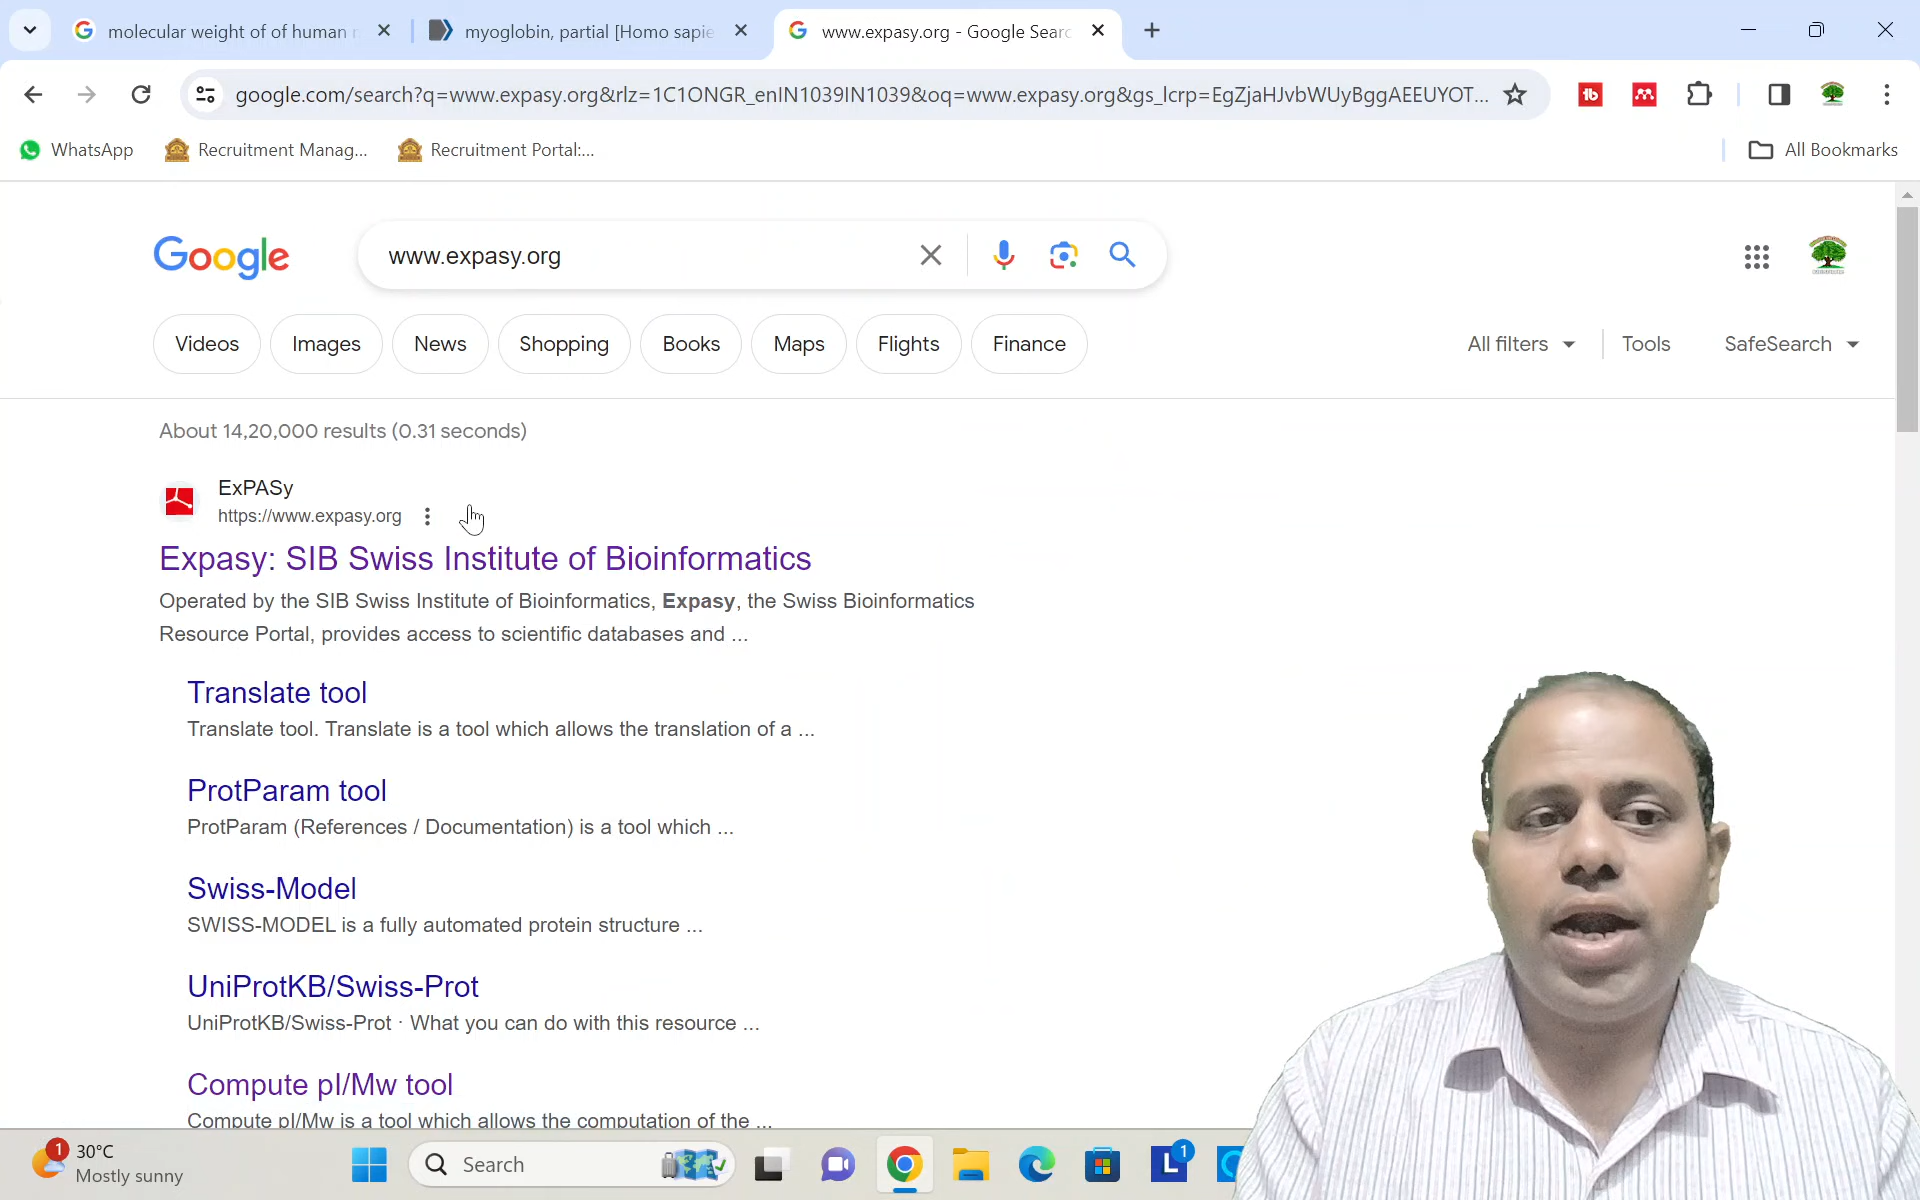 molecular weight of of human
myoglobin, partial [Homo sapie
www.expasy.org - Google Searc
google.com/search?q=www.expasy.org&rlz=1C1ONGR_enIN1039IN1039&oq=www.expasy.org&gs_lcrp=EgZjaHJvbWUyBggAEEUYOT...
WhatsApp
Recruitment Manag...
Recruitment Portal:...
All Bookmarks
Google
www.expasy.org
Videos
Images
News
Shopping
Books
Maps
Flights
Finance
All filters
Tools
SafeSearch
About 14,20,000 results (0.31 seconds)
ExPASy
https://www.expasy.org
Expasy: SIB Swiss Institute of Bioinformatics
Operated by the SIB Swiss Institute of Bioinformatics, Expasy, the Swiss Bioinformatics
Resource Portal, provides access to scientific databases and ...
Translate tool
Translate tool. Translate is a tool which allows the translation of a ...
ProtParam tool
ProtParam (References / Documentation) is a tool which ...
Swiss-Model
SWISS-MODEL is a fully automated protein structure ...
UniProtKB/Swiss-Prot
UniProtKB/Swiss-Prot · What you can do with this resource ...
Compute pI/Mw tool
Compute pI/Mw is a tool which allows the computation of the ...
1
30°C
Mostly sunny
Search
L
1